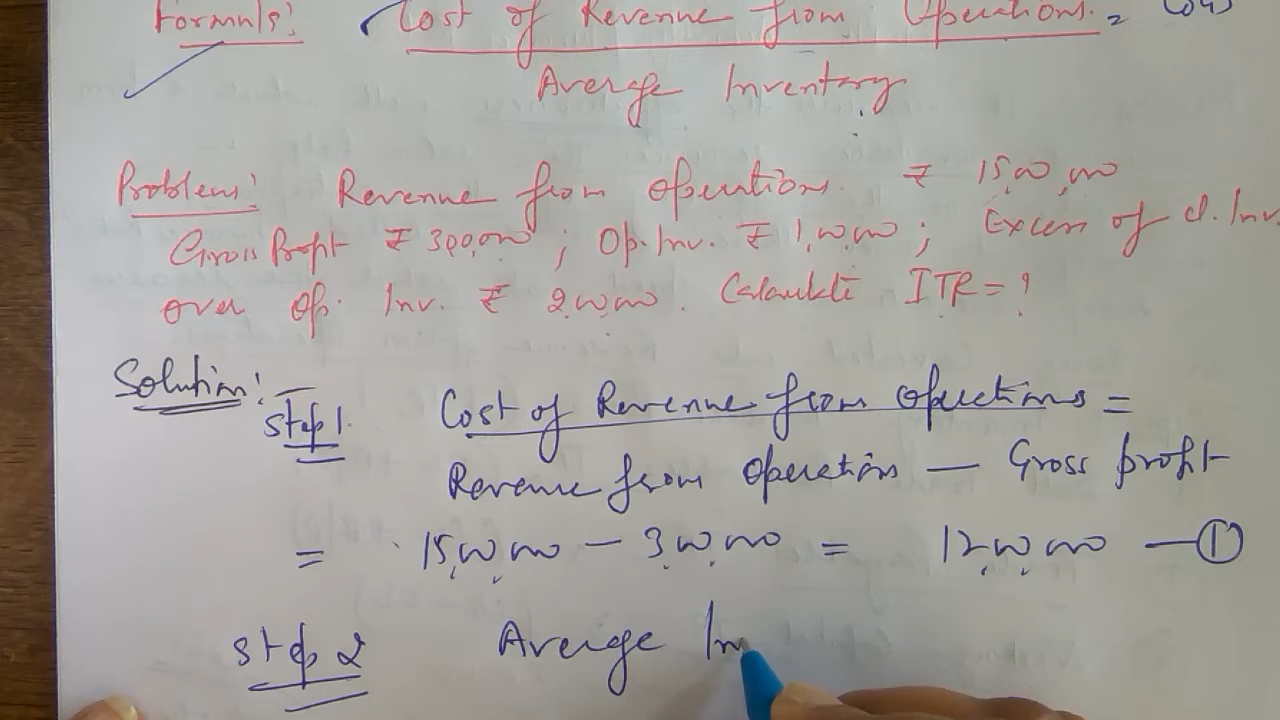 Formula:
Cost of Revenue from Operations. =
Average Inventory
Problem: Revenue from operations. ₹ 15,00,000
Gross Profit ₹ 300,000 ; Op. Inv. ₹ 1,00,000 ; Excess of cl. Inv
over op. Inv. ₹ 2,00,000. Calculate ITR = ?
Solution: -
Step 1. Cost of Revenue from operations =
Revenue from operation — Gross profit
= 15,00,000 - 3,00,000 = 12,00,000 — ①
Step 2 Average In